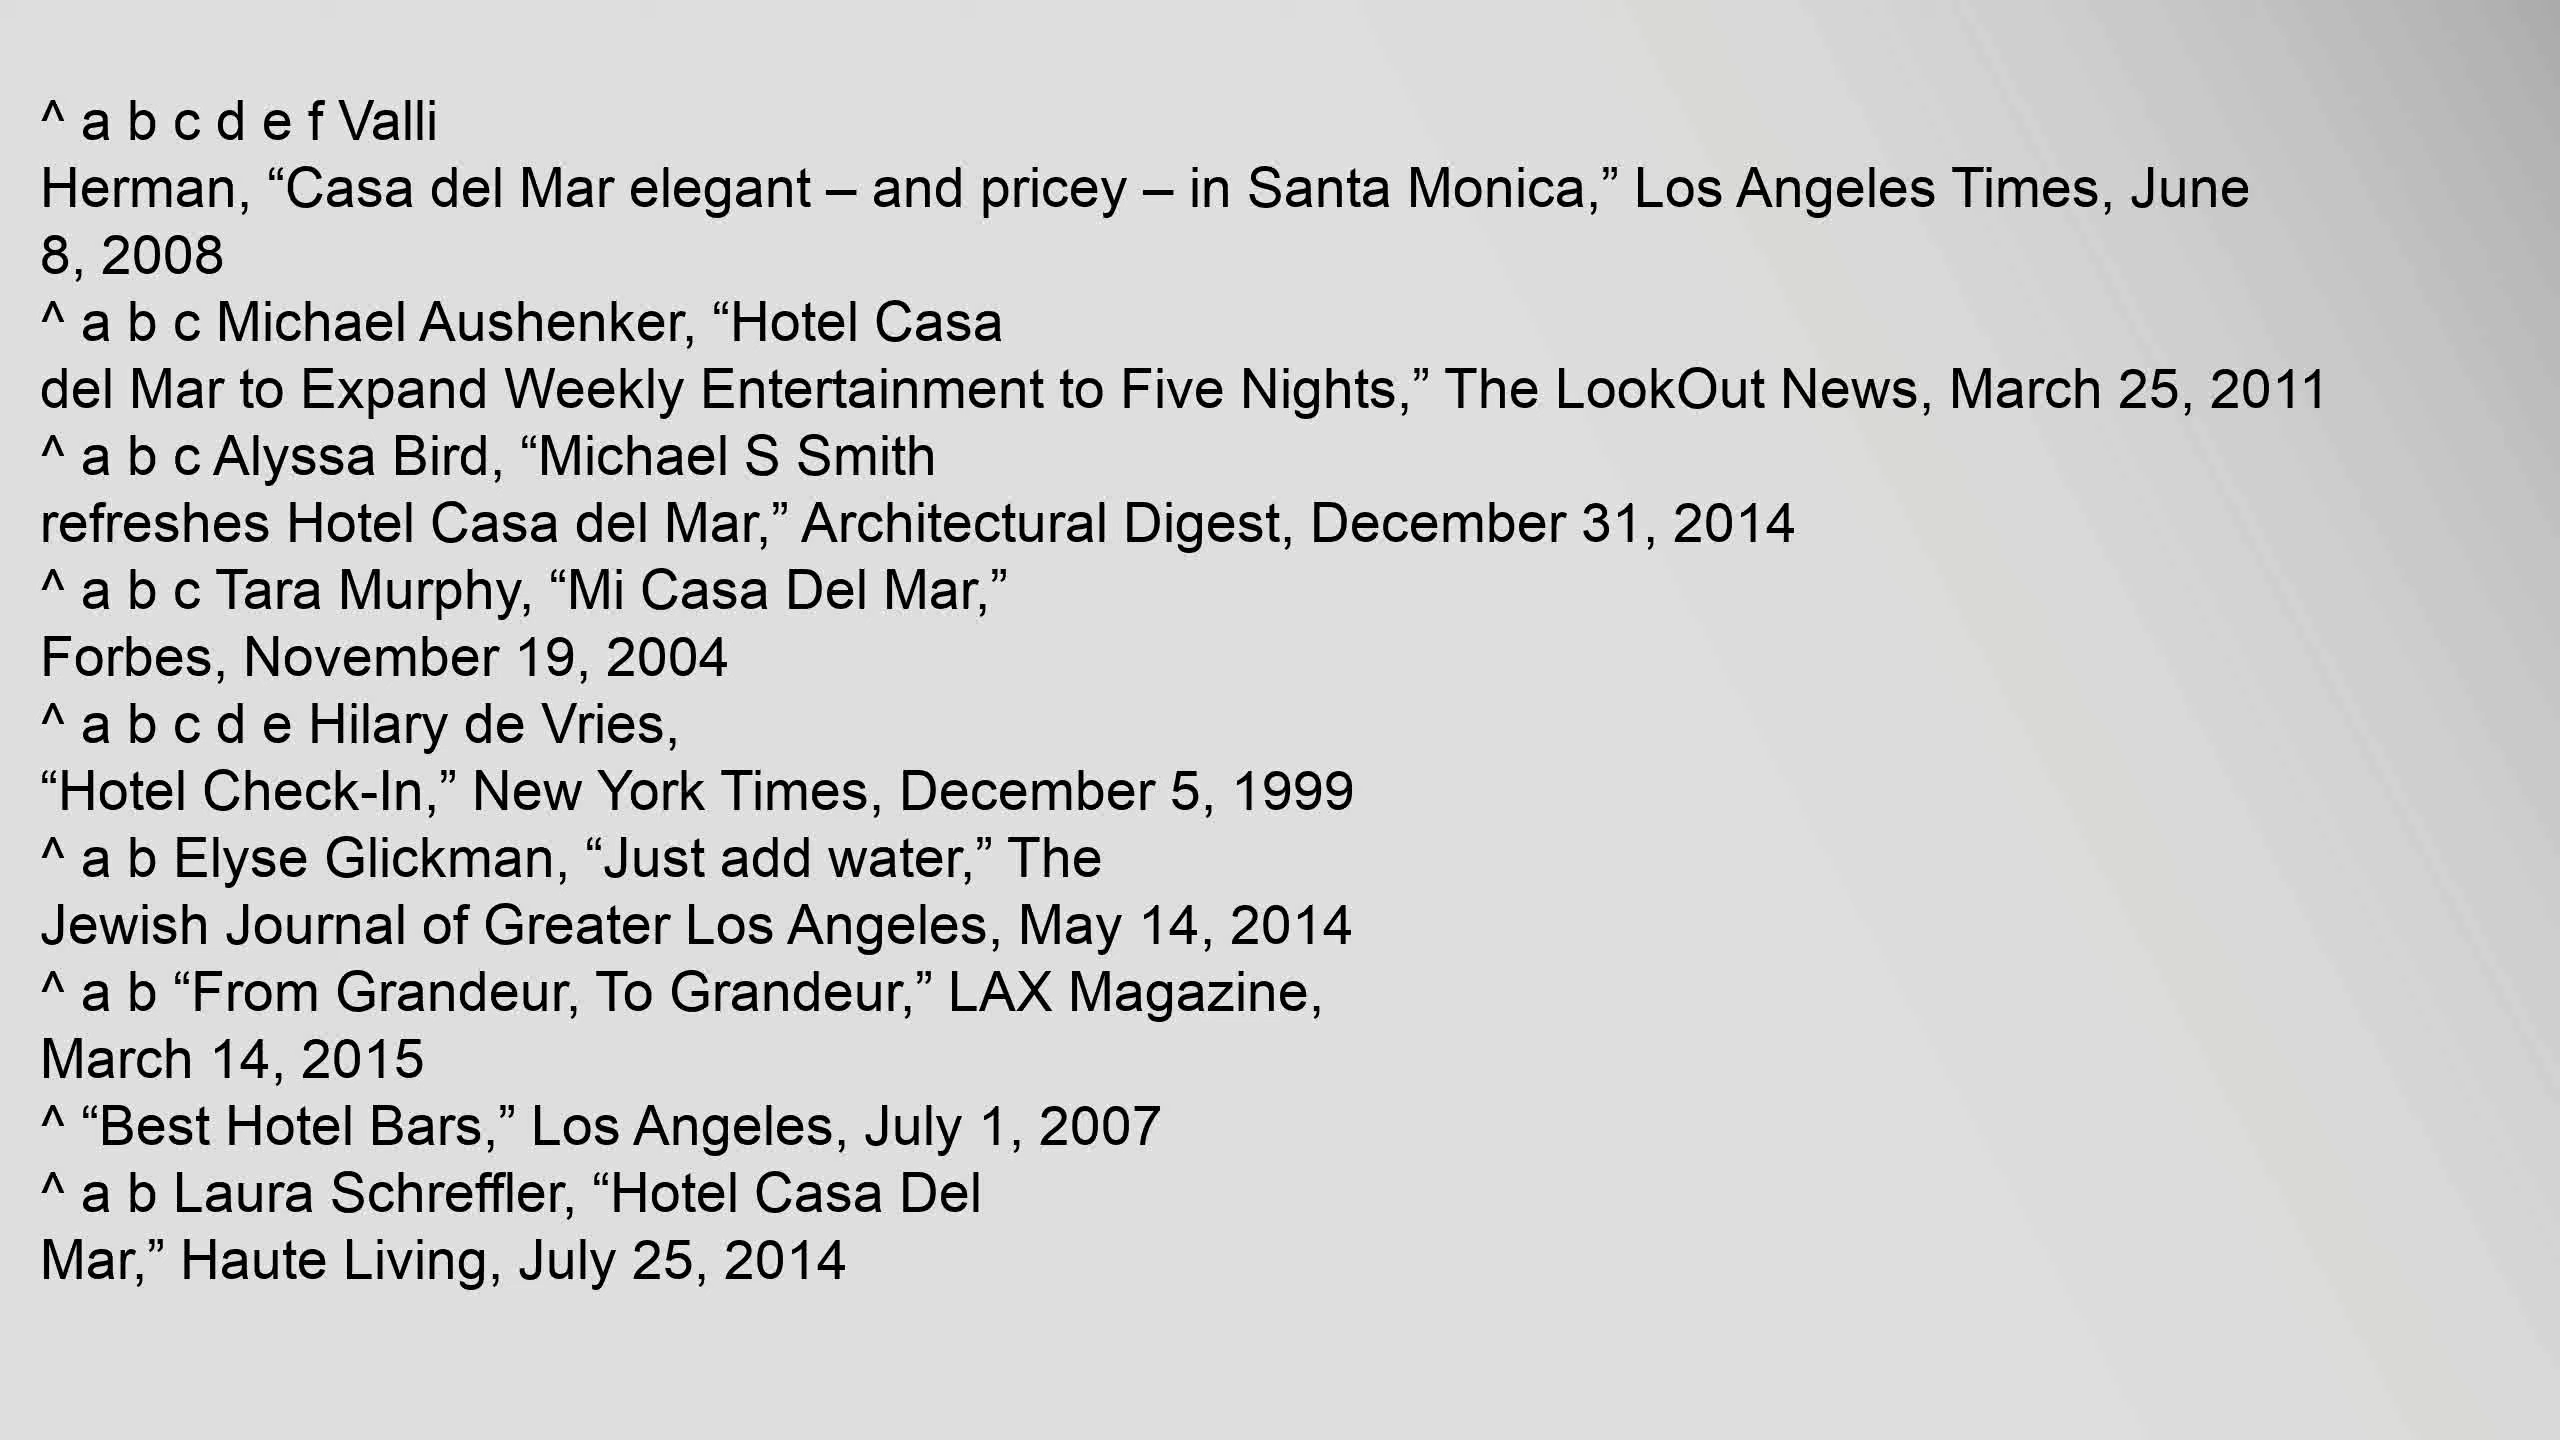 ^ a b c d e f Valli
Herman, “Casa del Mar elegant – and pricey – in Santa Monica,” Los Angeles Times, June
8, 2008
^ a b c Michael Aushenker, “Hotel Casa
del Mar to Expand Weekly Entertainment to Five Nights,” The LookOut News, March 25, 2011
^ a b c Alyssa Bird, “Michael S Smith
refreshes Hotel Casa del Mar,” Architectural Digest, December 31, 2014
^ a b c Tara Murphy, “Mi Casa Del Mar,”
Forbes, November 19, 2004
^ a b c d e Hilary de Vries,
“Hotel Check-In,” New York Times, December 5, 1999
^ a b Elyse Glickman, “Just add water,” The
Jewish Journal of Greater Los Angeles, May 14, 2014
^ a b “From Grandeur, To Grandeur,” LAX Magazine,
March 14, 2015
^ “Best Hotel Bars,” Los Angeles, July 1, 2007
^ a b Laura Schreffler, “Hotel Casa Del
Mar,” Haute Living, July 25, 2014